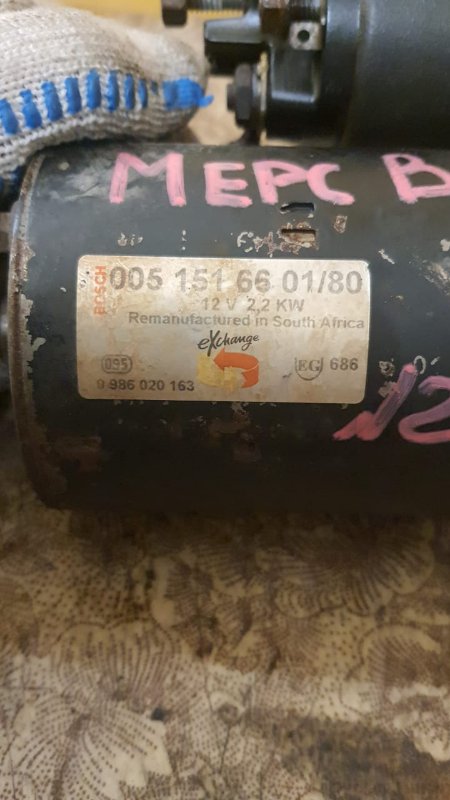 МЕРС В
12
BOSCH
005 151 66 01/80
12 V 2,2 KW
Remanufactured in South Africa
eXchange
095
EG 686
0 986 020 163